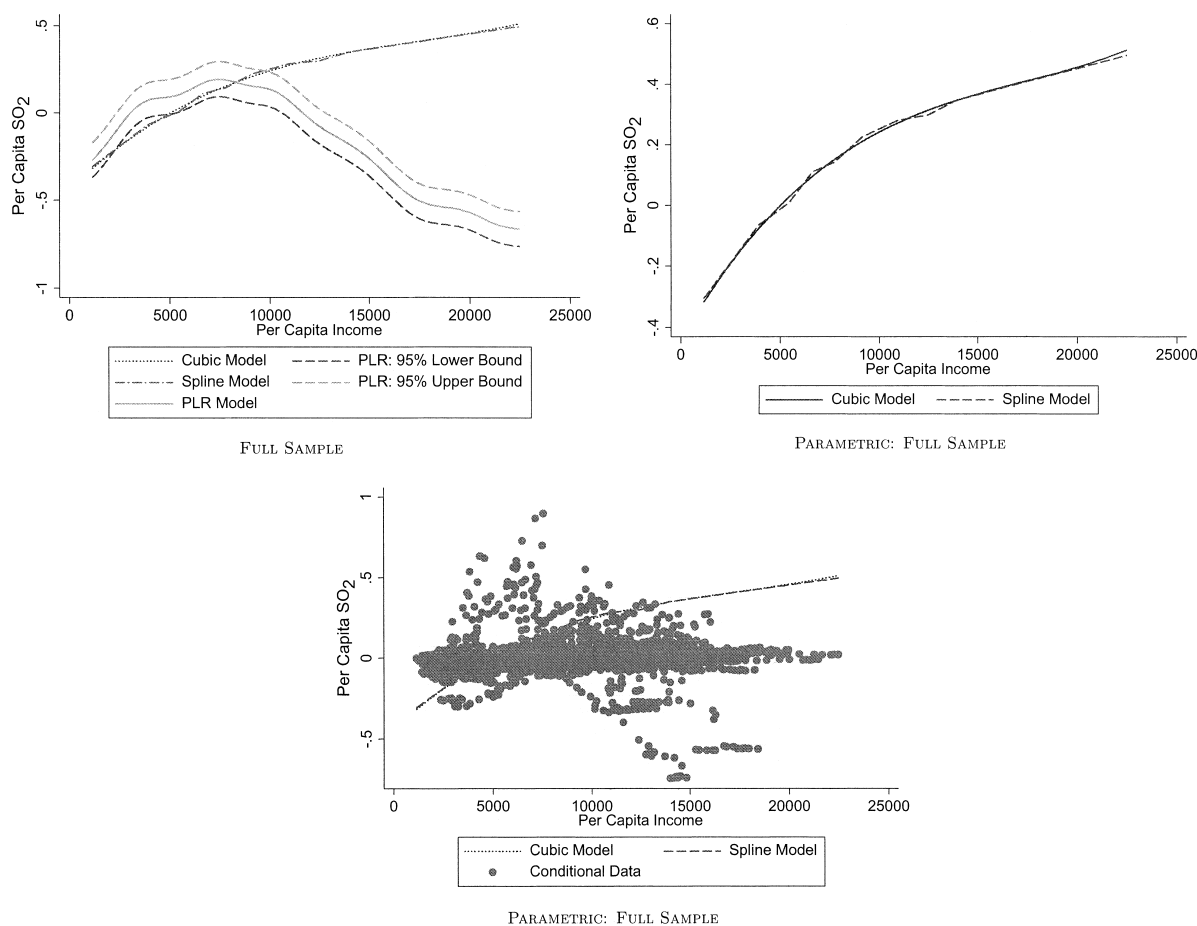 .5
0
-.5
-1
Per Capita SO2
0 5000 10000 15000 20000 25000
Per Capita Income
Cubic Model PLR: 95% Lower Bound
Spline Model PLR: 95% Upper Bound
PLR Model
FULL SAMPLE
.6
.4
.2
0
-.2
-.4
Per Capita SO2
0 5000 10000 15000 20000 25000
Per Capita Income
Cubic Model Spline Model
PARAMETRIC: FULL SAMPLE
1
.5
0
-.5
Per Capita SO2
0 5000 10000 15000 20000 25000
Per Capita Income
Cubic Model Spline Model
Conditional Data
PARAMETRIC: FULL SAMPLE